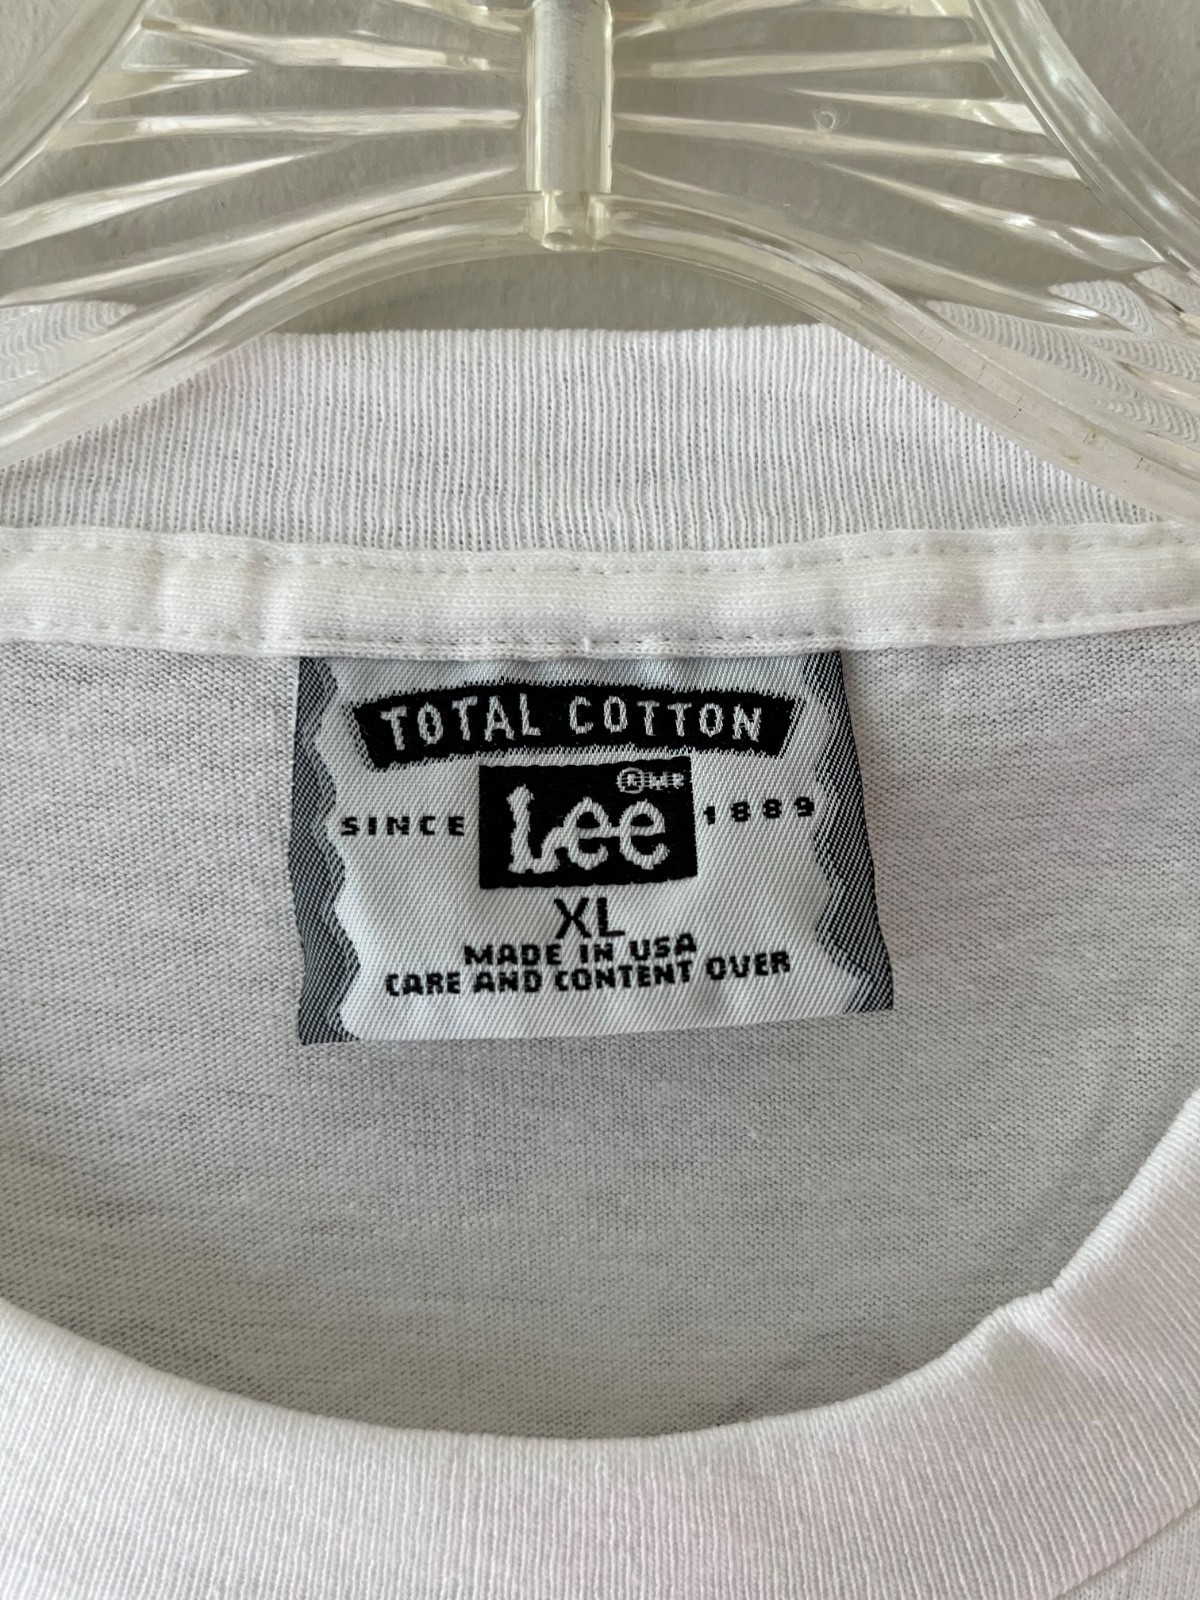 TOTAL COTTON
SINCE Lee ® 1889
XL
MADE IN USA
CARE AND CONTENT OVER